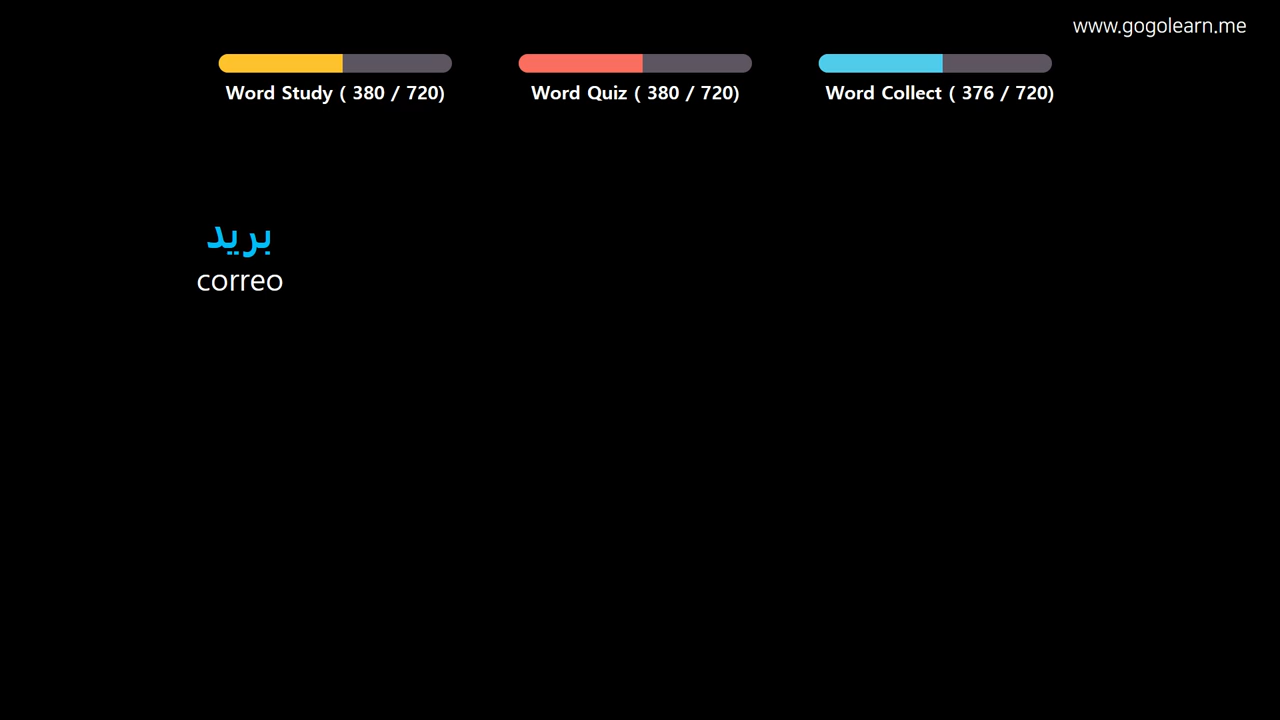 www.gogolearn.me
Word Study ( 380 / 720)
Word Quiz ( 380 / 720)
Word Collect ( 376 / 720)
بريد
correo